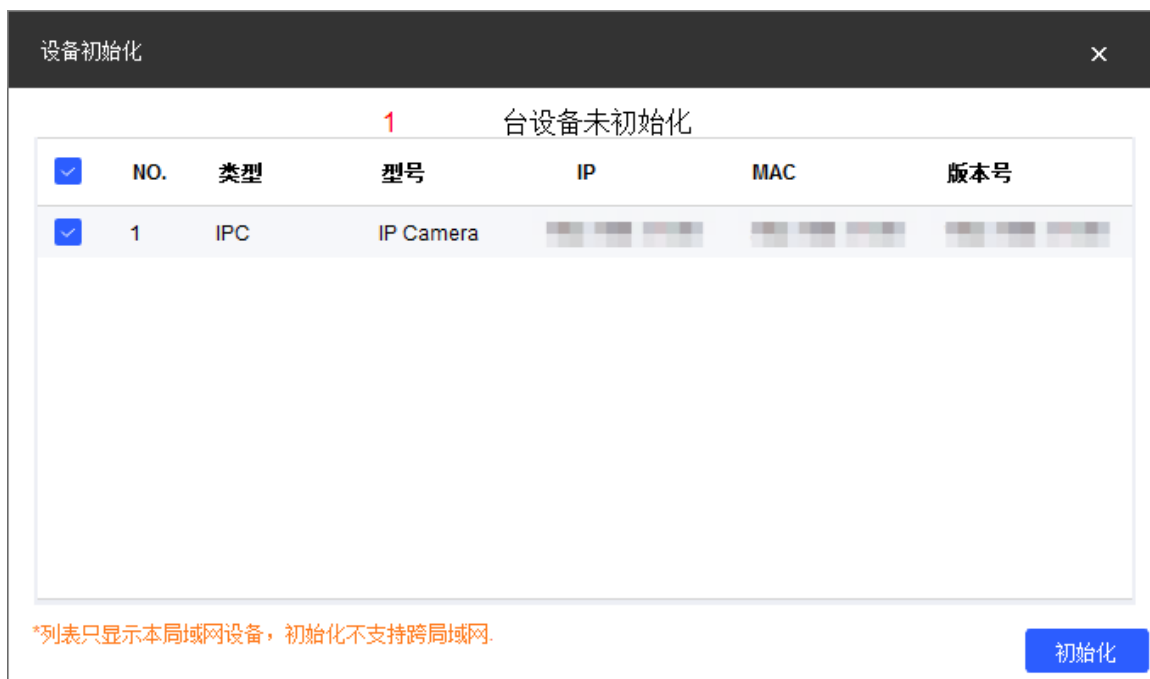 设备初始化
1 台设备未初始化
NO. 类型 型号 IP MAC 版本号
1 IPC IP Camera
*列表只显示本局域网设备，初始化不支持跨局域网.
初始化